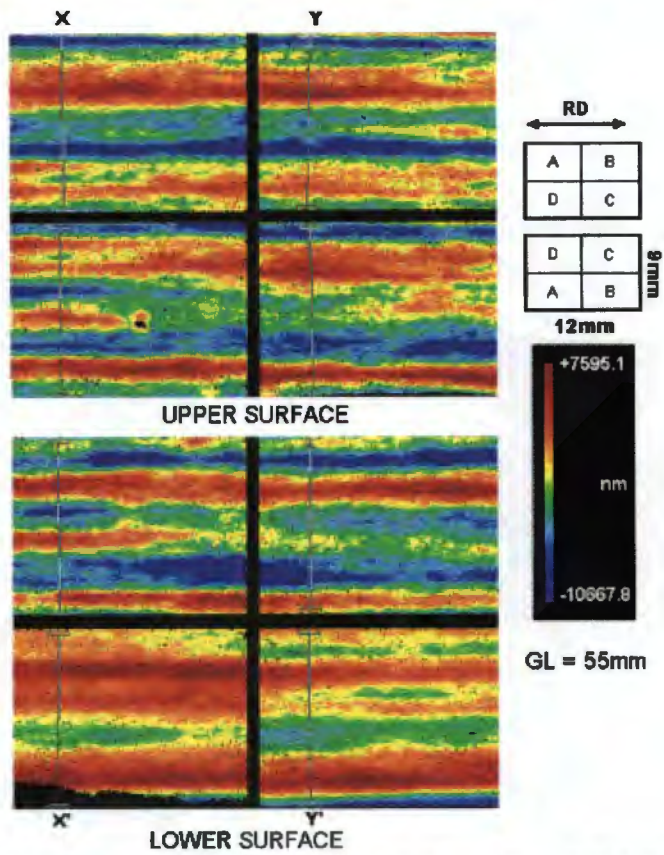 X Y
RD
A B
D C
D C
A B
9mm
12mm
+7595.1
nm
-10667.8
UPPER SURFACE
GL = 55mm
X' Y'
LOWER SURFACE